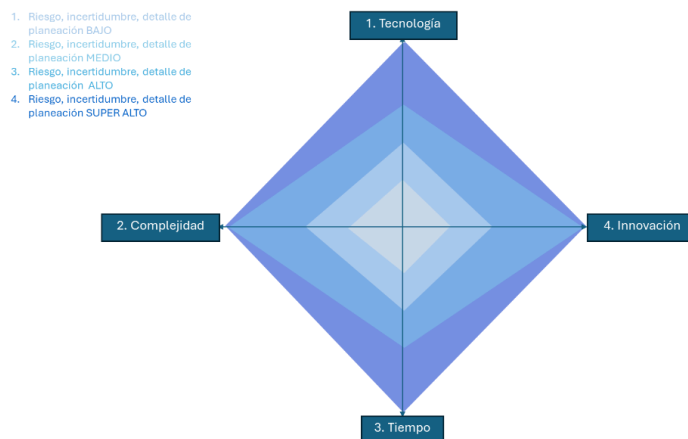 1. Riesgo, incertidumbre, detalle de
planeación BAJO
2. Riesgo, incertidumbre, detalle de
planeación MEDIO
3. Riesgo, incertidumbre, detalle de
planeación  ALTO
4. Riesgo, incertidumbre, detalle de
planeación SUPER ALTO
1. Tecnología
2. Complejidad
4. Innovación
3. Tiempo